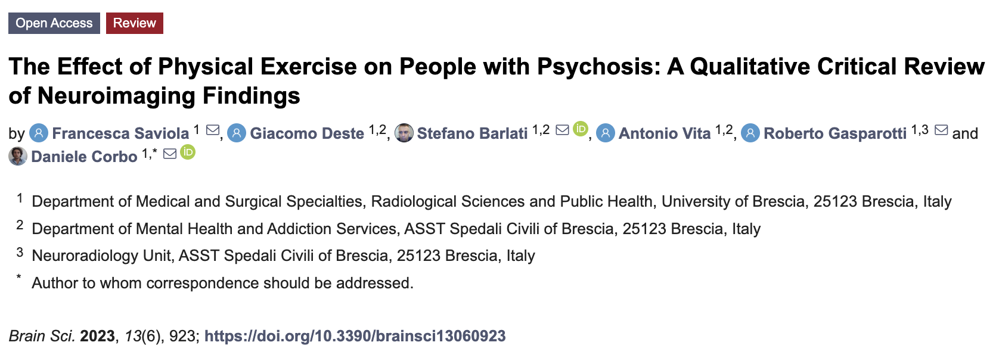 Open Access Review
The Effect of Physical Exercise on People with Psychosis: A Qualitative Critical Review
of Neuroimaging Findings
by Francesca Saviola 1, Giacomo Deste 1,2, Stefano Barlati 1,2 iD, Antonio Vita 1,2, Roberto Gasparotti 1,3 and
Daniele Corbo 1,* iD
1 Department of Medical and Surgical Specialties, Radiological Sciences and Public Health, University of Brescia, 25123 Brescia, Italy
2 Department of Mental Health and Addiction Services, ASST Spedali Civili of Brescia, 25123 Brescia, Italy
3 Neuroradiology Unit, ASST Spedali Civili of Brescia, 25123 Brescia, Italy
* Author to whom correspondence should be addressed.
Brain Sci. 2023, 13(6), 923; https://doi.org/10.3390/brainsci13060923